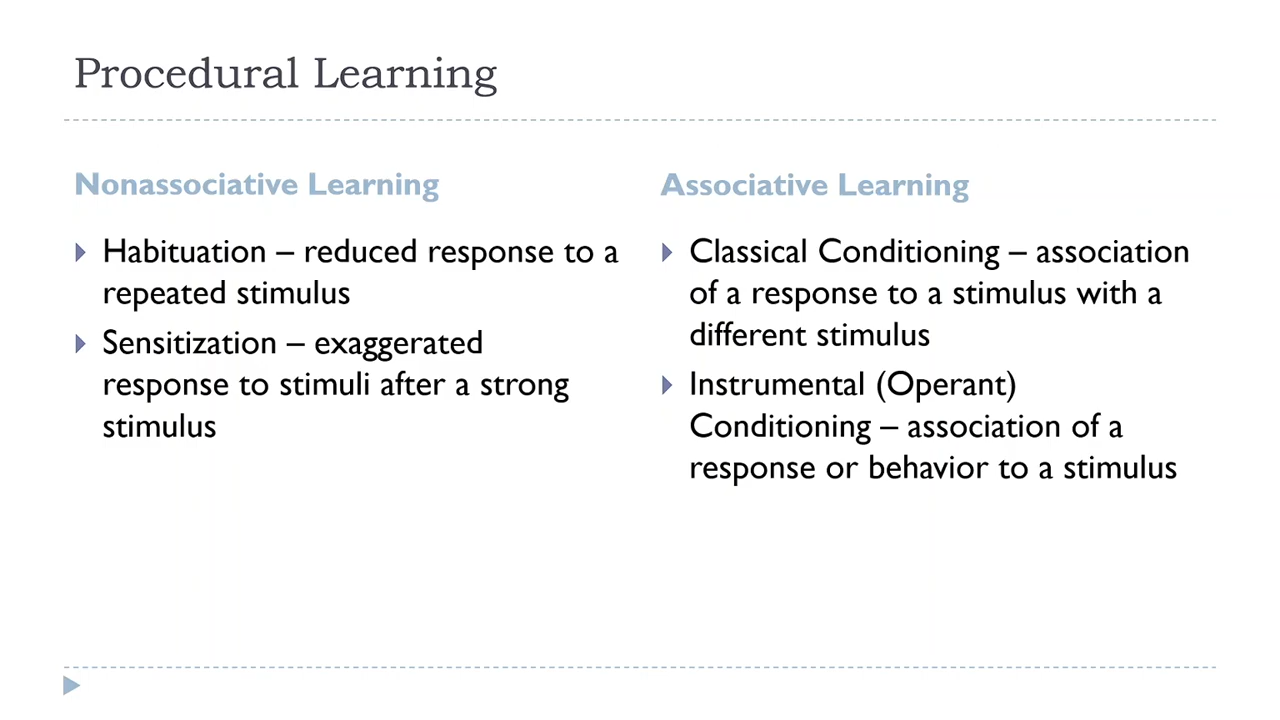 Procedural Learning
Nonassociative Learning
Habituation – reduced response to a
repeated stimulus
Sensitization – exaggerated
response to stimuli after a strong
stimulus
Associative Learning
Classical Conditioning – association
of a response to a stimulus with a
different stimulus
Instrumental (Operant)
Conditioning – association of a
response or behavior to a stimulus